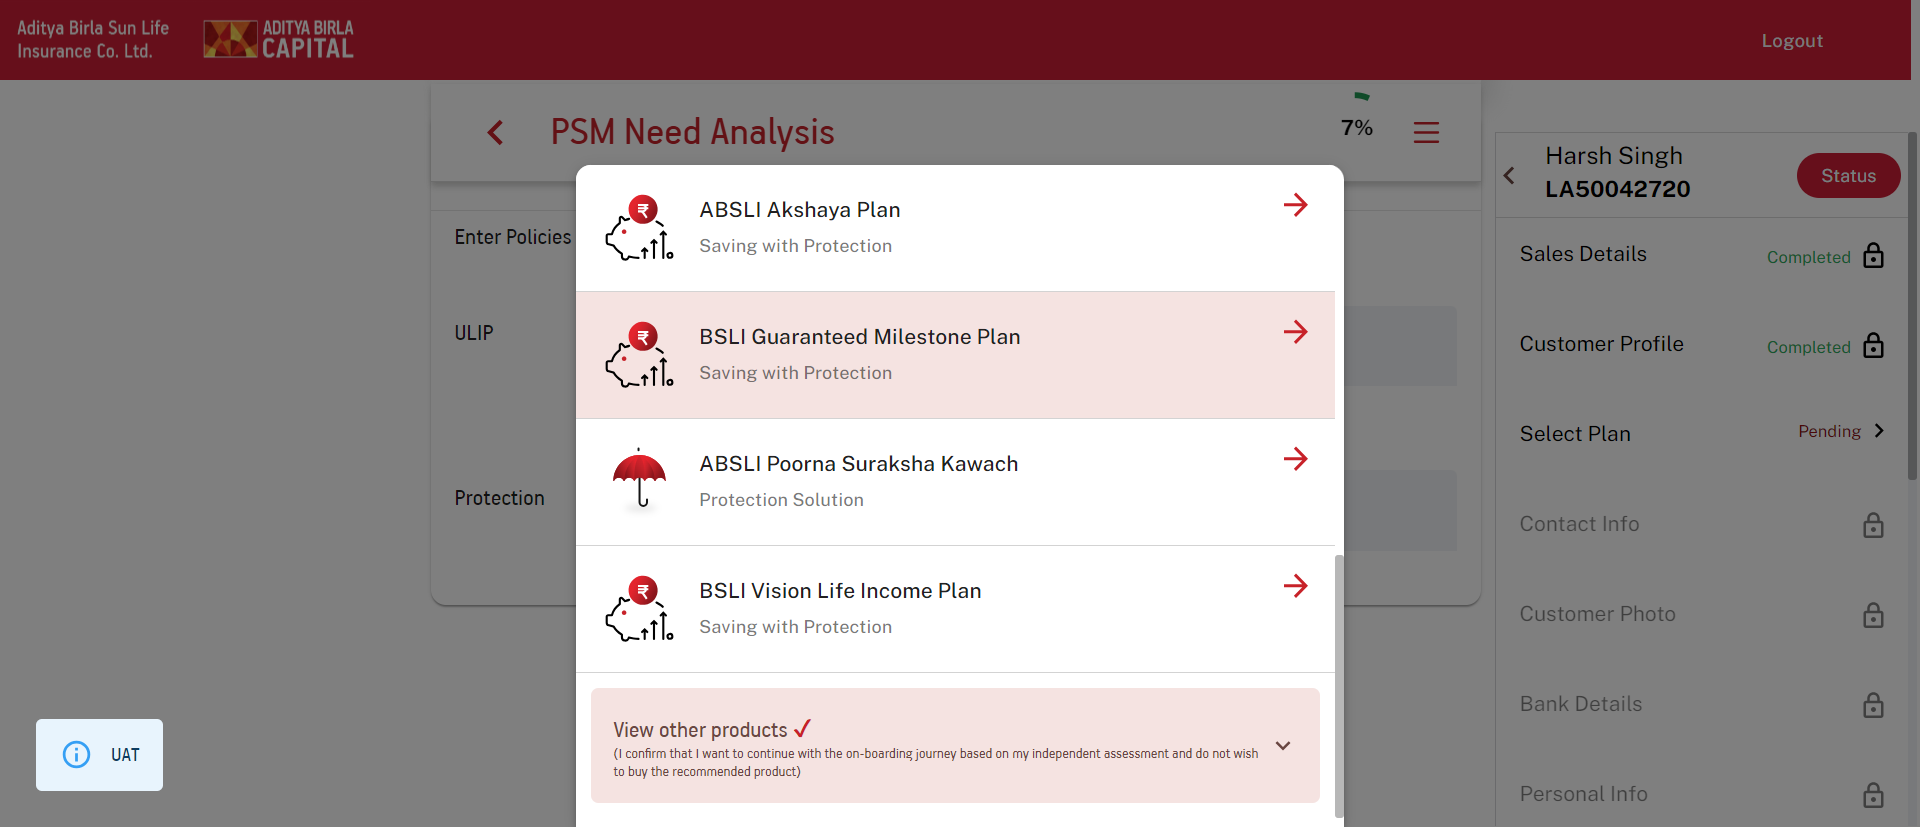 Aditya Birla Sun Life
Insurance Co. Ltd.
ADITYA BIRLA
CAPITAL
Logout
PSM Need Analysis
7%
Enter Policies
ULIP
Protection
ABSLI Akshaya Plan
Saving with Protection
BSLI Guaranteed Milestone Plan
Saving with Protection
ABSLI Poorna Suraksha Kawach
Protection Solution
BSLI Vision Life Income Plan
Saving with Protection
View other products ✓
(I confirm that I want to continue with the on-boarding journey based on my independent assessment and do not wish
to buy the recommended product)
Harsh Singh
LA50042720
Status
Sales Details
Completed
Customer Profile
Completed
Select Plan
Pending
Contact Info
Customer Photo
Bank Details
Personal Info
UAT